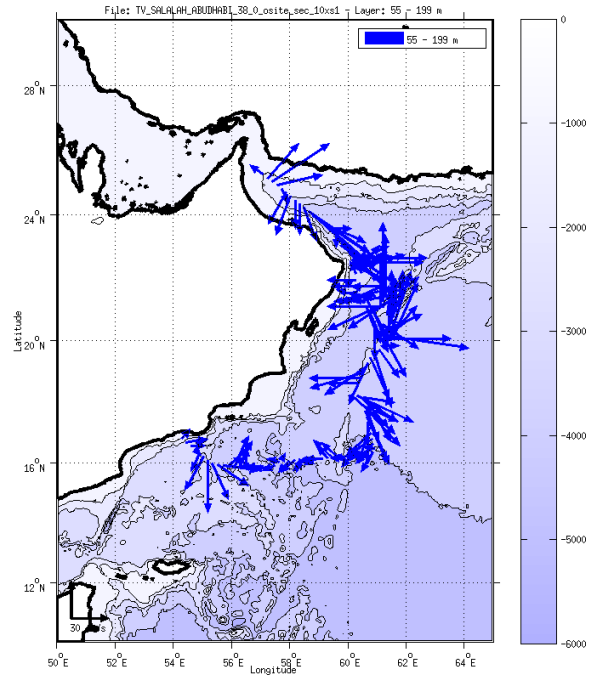 File: TV_SALALAH_ABUDHABI_38_0_osite_sec_10xs1 - Layer: 55 - 199 m
55 - 199 m
28°N
24°N
20°N
16°N
12°N
Latitude
30
50°E
52°E
54°E
56°E
58°E
60°E
62°E
64°E
Longitude
0
-1000
-2000
-3000
-4000
-5000
-6000